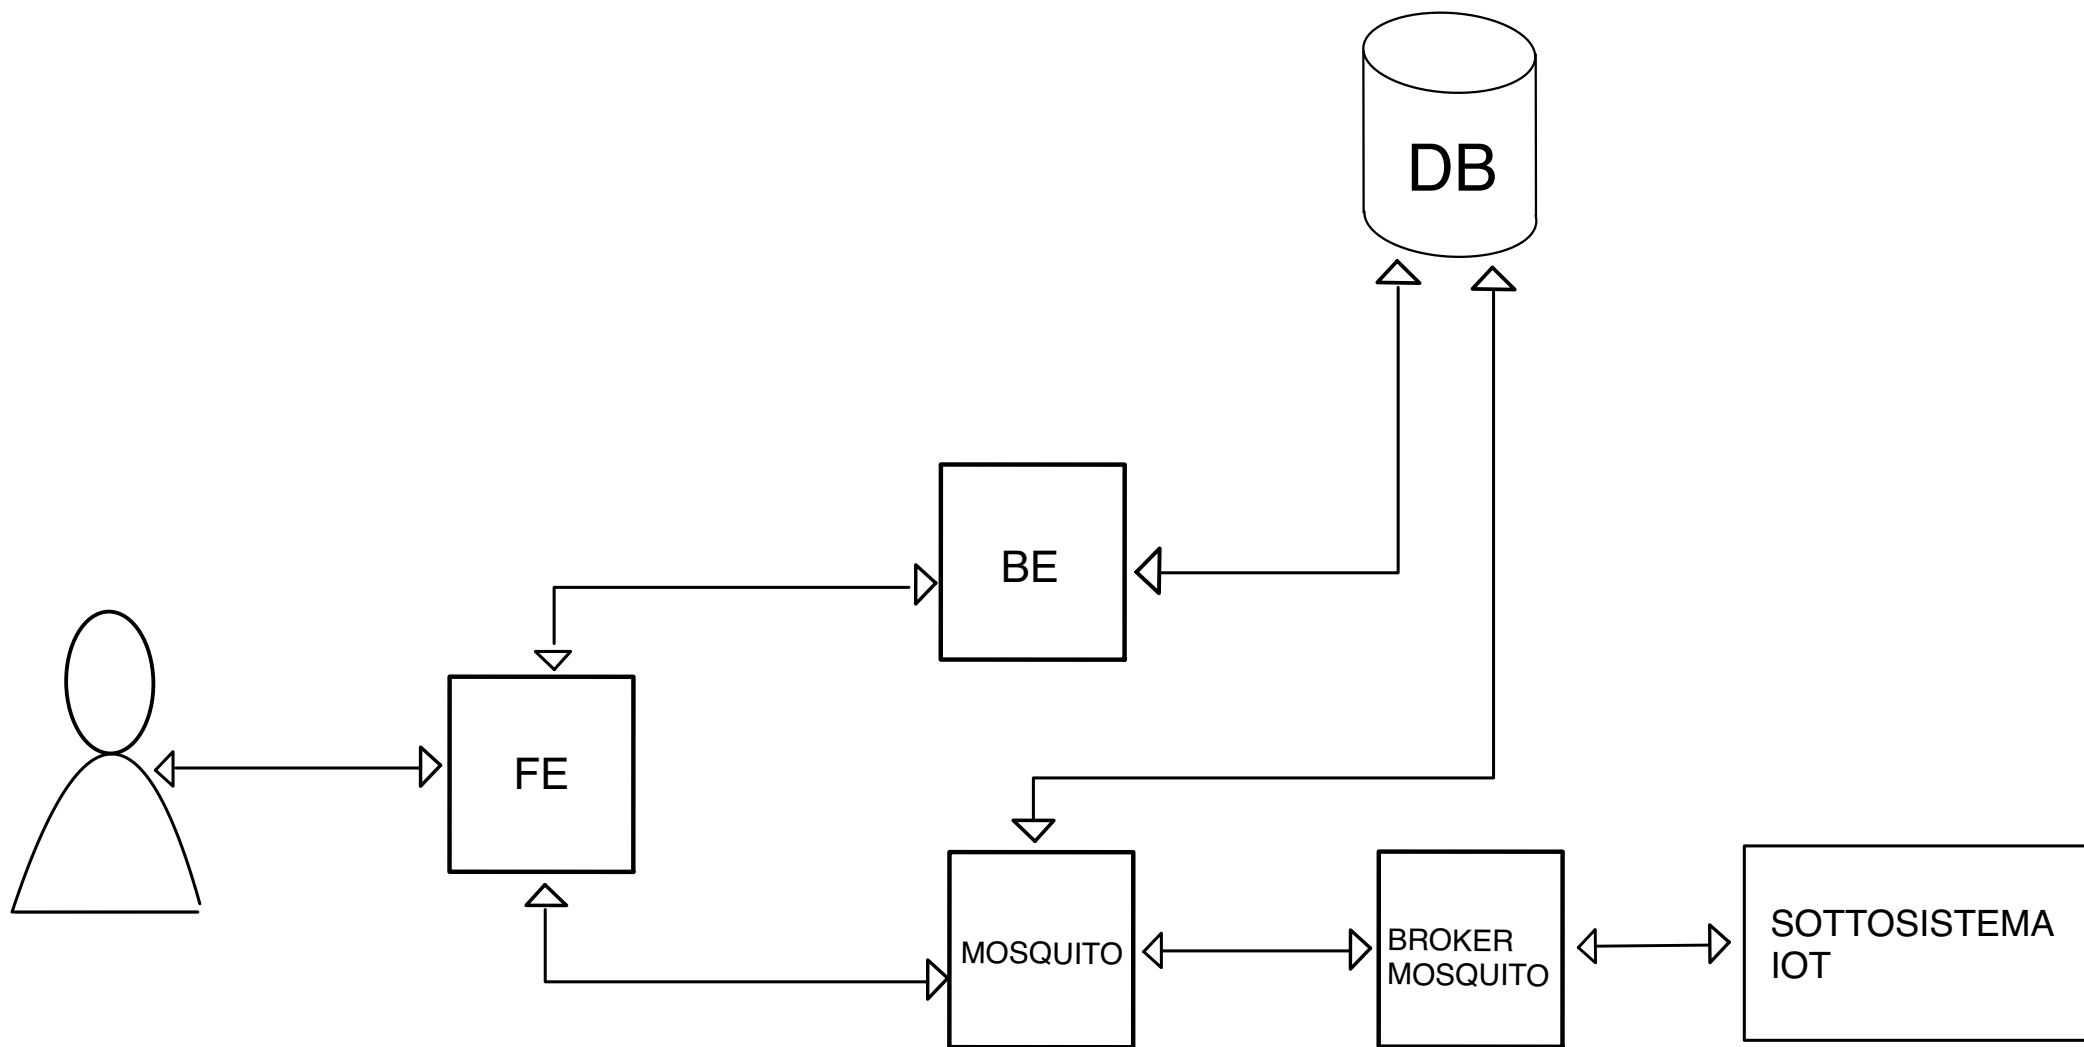 DB
BE
FE
MOSQUITO
BROKER
MOSQUITO
SOTTOSISTEMA
IOT